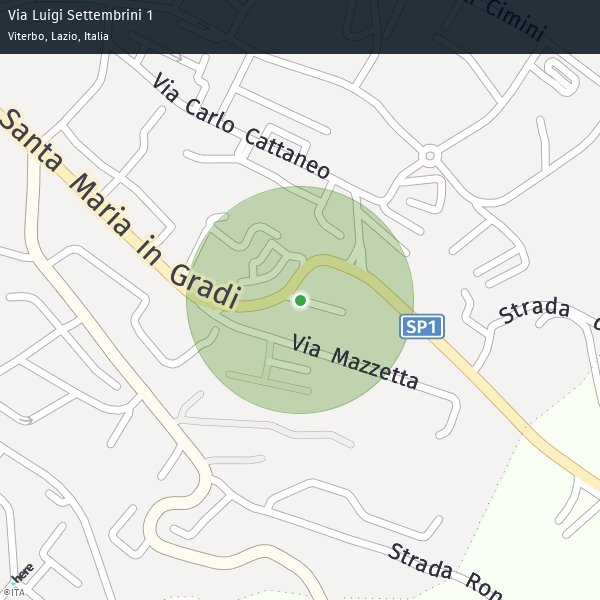 Via Luigi Settembrini 1
Viterbo, Lazio, Italia
Cimini
Via Carlo Cattaneo
Santa Maria in Gradi
Strada
SP1
Via Mazzetta
Strada Ron
here
©ITA